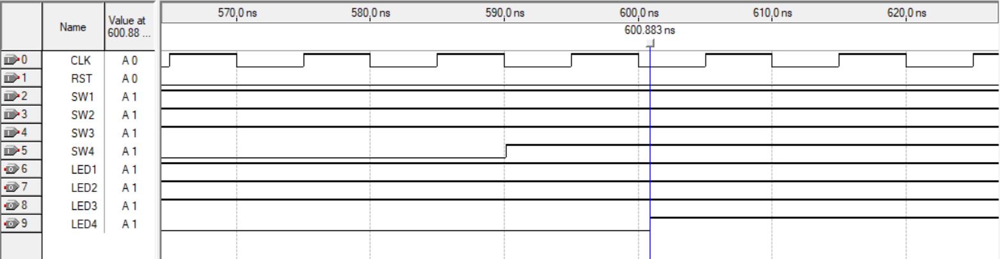 Name
Value at
600.88 ...
570.0 ns
580.0 ns
590.0 ns
600.0 ns
610.0 ns
620.0 ns
600.883 ns
0 CLK A 0
1 RST A 0
2 SW1 A 1
3 SW2 A 1
4 SW3 A 1
5 SW4 A 1
6 LED1 A 1
7 LED2 A 1
8 LED3 A 1
9 LED4 A 1